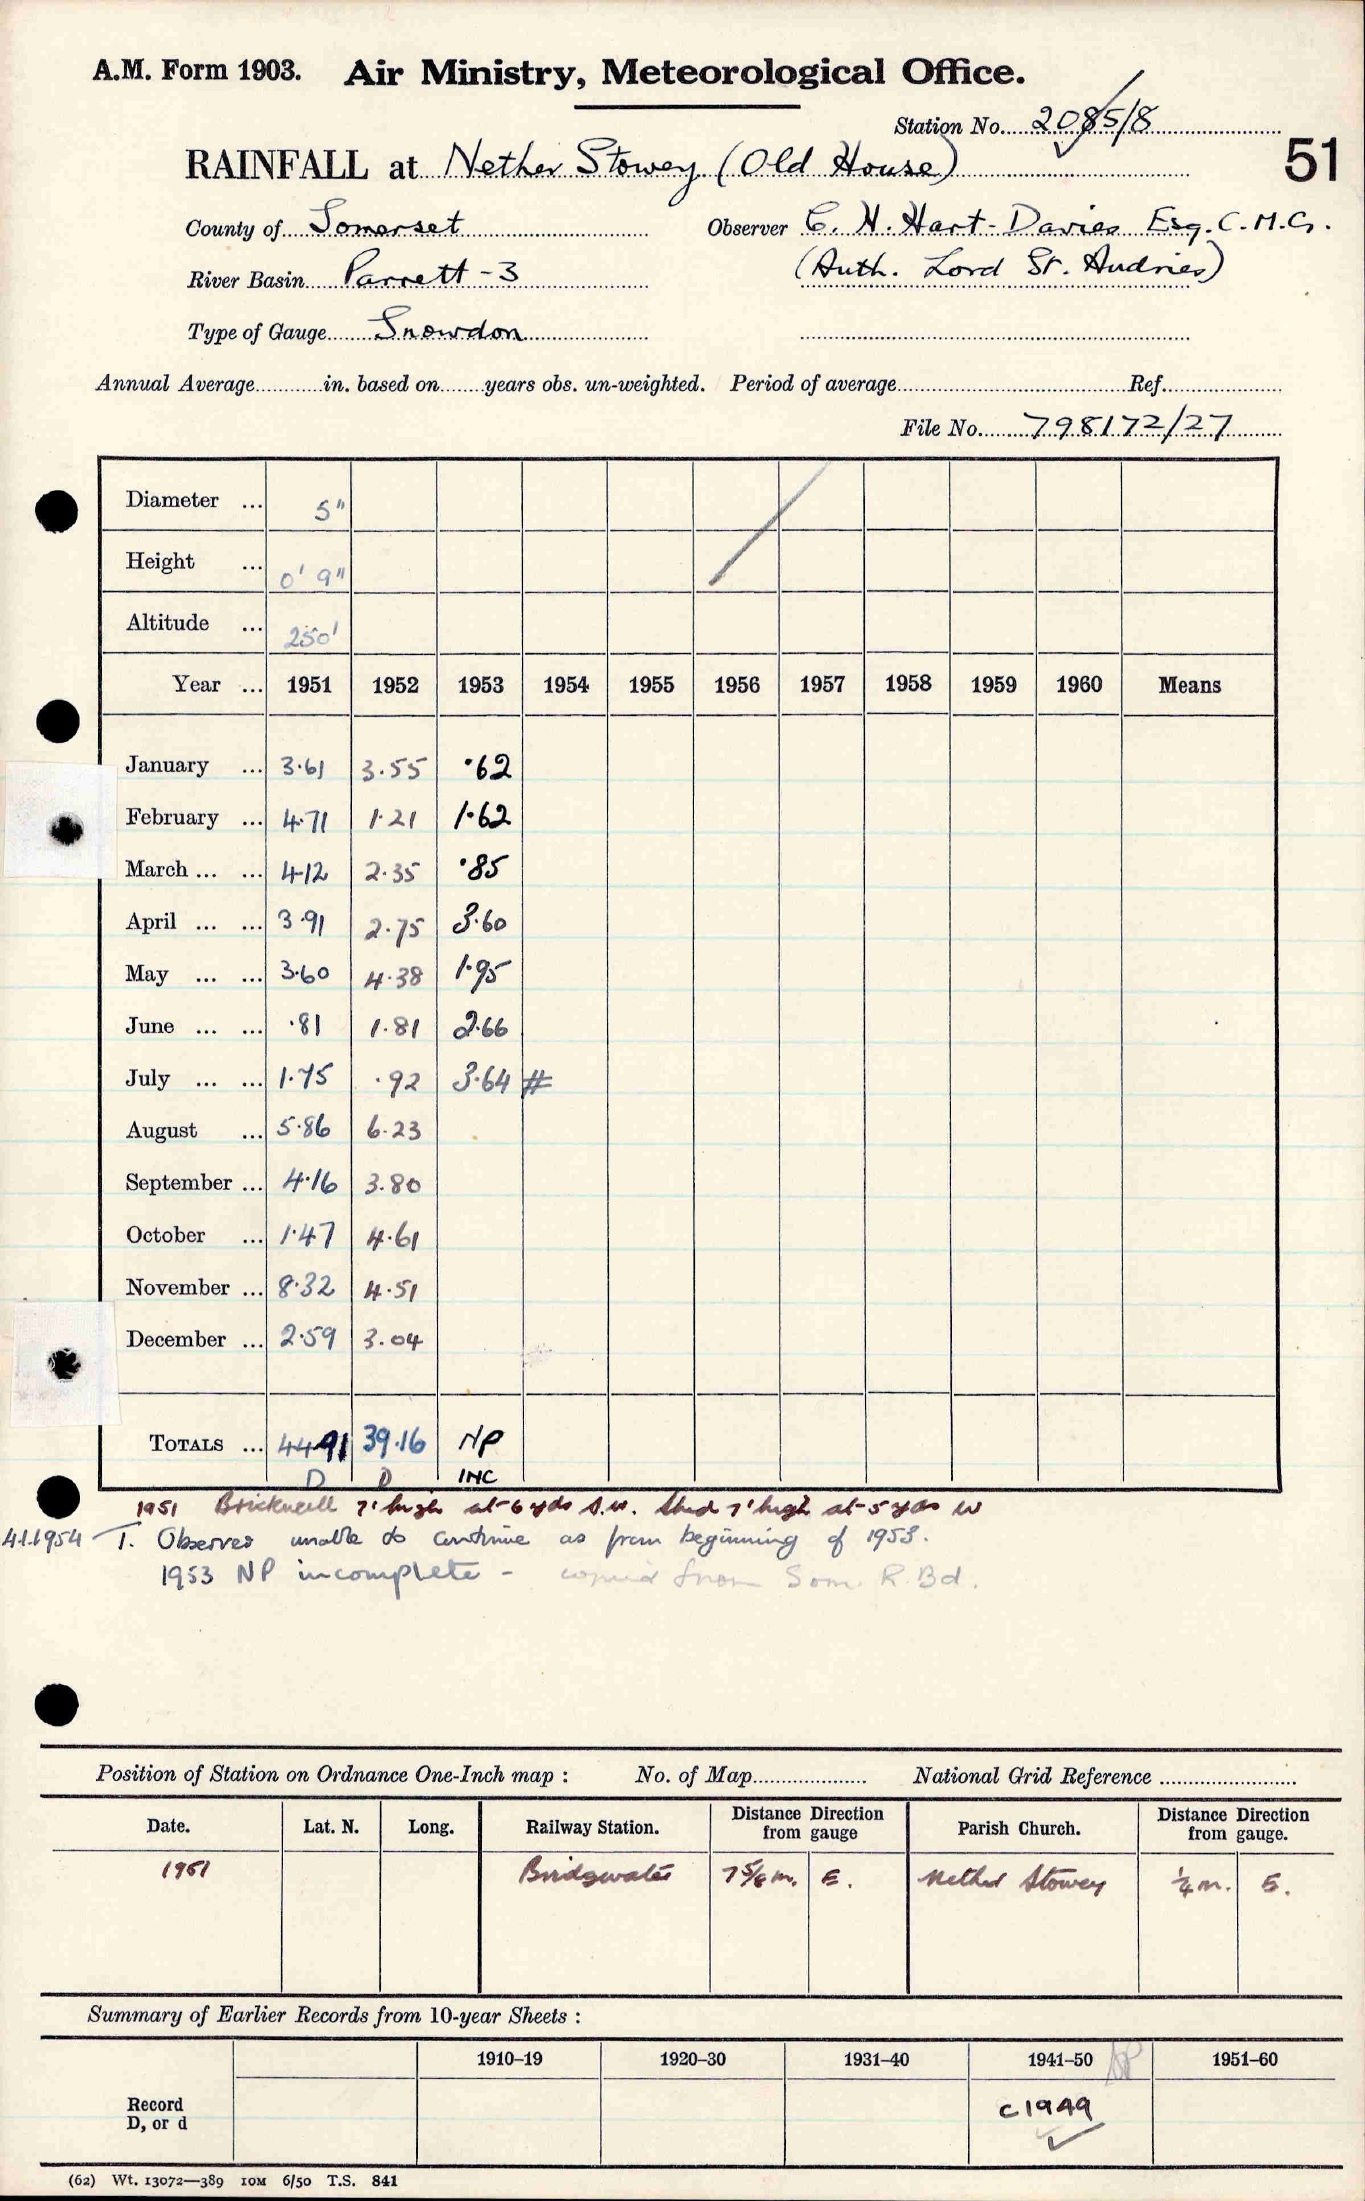 A.M. Form 1903. Air Ministry, Meteorological Office.
Station No. 2085/8
RAINFALL at Nether Stowey (Old House)
51
County of Somerset Observer C. H. Hart-Davies Esq. C.M.G.
River Basin Parrett-3 (Auth. Lord St. Audries)
Type of Gauge Snowdon
Annual Average in. based on years obs. un-weighted. Period of average Ref.
File No. 798172/27
Diameter ... 5"
Height ... 0' 9"
Altitude ... 250'
Year ... 1951 1952 1953 1954 1955 1956 1957 1958 1959 1960 Means
January ... 3.61 3.55 .62
February ... 4.71 1.21 1.62
March ... ... 4.12 2.35 .85
April ... ... 3.91 2.75 3.60
May ... ... 3.60 4.38 1.95
June ... ... .81 1.81 2.66
July ... ... 1.75 .92 3.64 #
August ... 5.86 6.23
September ... 4.16 3.80
October ... 1.47 4.61
November ... 8.32 4.51
December ... 2.59 3.04
TOTALS ... 44.91 39.16 NP
D D INC
1951 Brickwall 7' high at 6 yds S.W. Shed 7' high at 5 yds W
4.1.1954 T. Observer unable to continue as from beginning of 1953.
1953 NP incomplete - copied from Som. R. Bd.
Position of Station on Ordnance One-Inch map : No. of Map National Grid Reference
Date. Lat. N. Long. Railway Station. Distance Direction from gauge Parish Church. Distance Direction from gauge.
1951 Bridgwater 7 5/8 m. E. Nether Stowey 1/4 m. E.
Summary of Earlier Records from 10-year Sheets :
1910–19 1920–30 1931–40 1941–50 NP 1951–60
Record
D, or d
c1949
(62) Wt. 13072—389 10M 6/50 T.S. 841